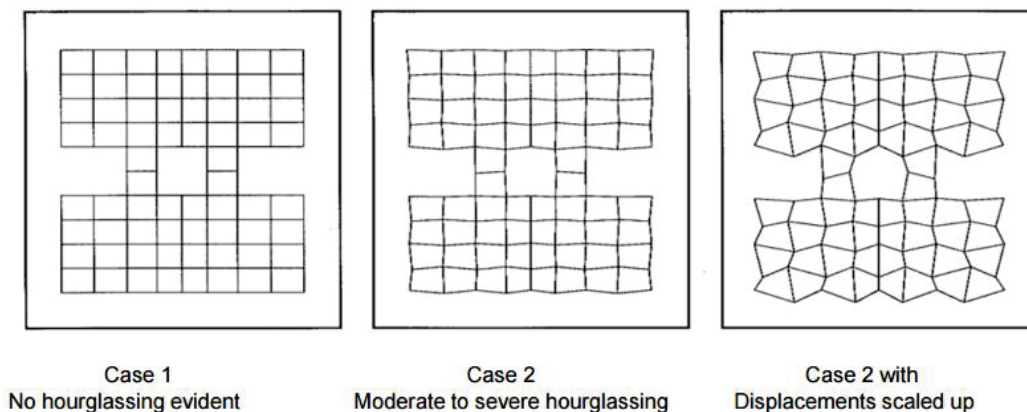 Case 1
No hourglassing evident
Case 2
Moderate to severe hourglassing
Case 2 with
Displacements scaled up